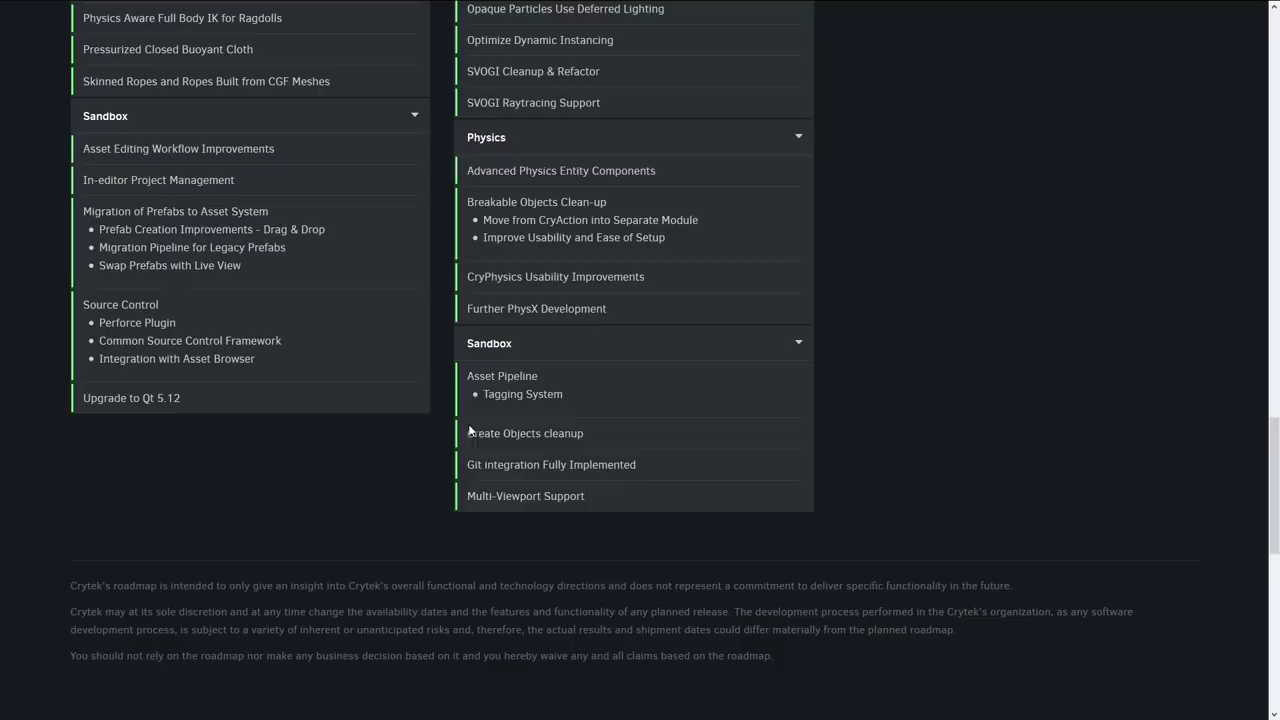 Physics Aware Full Body IK for Ragdolls
Pressurized Closed Buoyant Cloth
Skinned Ropes and Ropes Built from CGF Meshes
Sandbox
Asset Editing Workflow Improvements
In-editor Project Management
Migration of Prefabs to Asset System
• Prefab Creation Improvements - Drag & Drop
• Migration Pipeline for Legacy Prefabs
• Swap Prefabs with Live View
Source Control
• Perforce Plugin
• Common Source Control Framework
• Integration with Asset Browser
Upgrade to Qt 5.12
Opaque Particles Use Deferred Lighting
Optimize Dynamic Instancing
SVOGI Cleanup & Refactor
SVOGI Raytracing Support
Physics
Advanced Physics Entity Components
Breakable Objects Clean-up
• Move from CryAction into Separate Module
• Improve Usability and Ease of Setup
CryPhysics Usability Improvements
Further PhysX Development
Sandbox
Asset Pipeline
• Tagging System
Create Objects cleanup
Git integration Fully Implemented
Multi-Viewport Support
Crytek's roadmap is intended to only give an insight into Crytek's overall functional and technology directions and does not represent a commitment to deliver specific functionality in the future.
Crytek may at its sole discretion and at any time change the availability dates and the features and functionality of any planned release. The development process performed in the Crytek's organization, as any software
development process, is subject to a variety of inherent or unanticipated risks and, therefore, the actual results and shipment dates could differ materially from the planned roadmap.
You should not rely on the roadmap nor make any business decision based on it and you hereby waive any and all claims based on the roadmap.